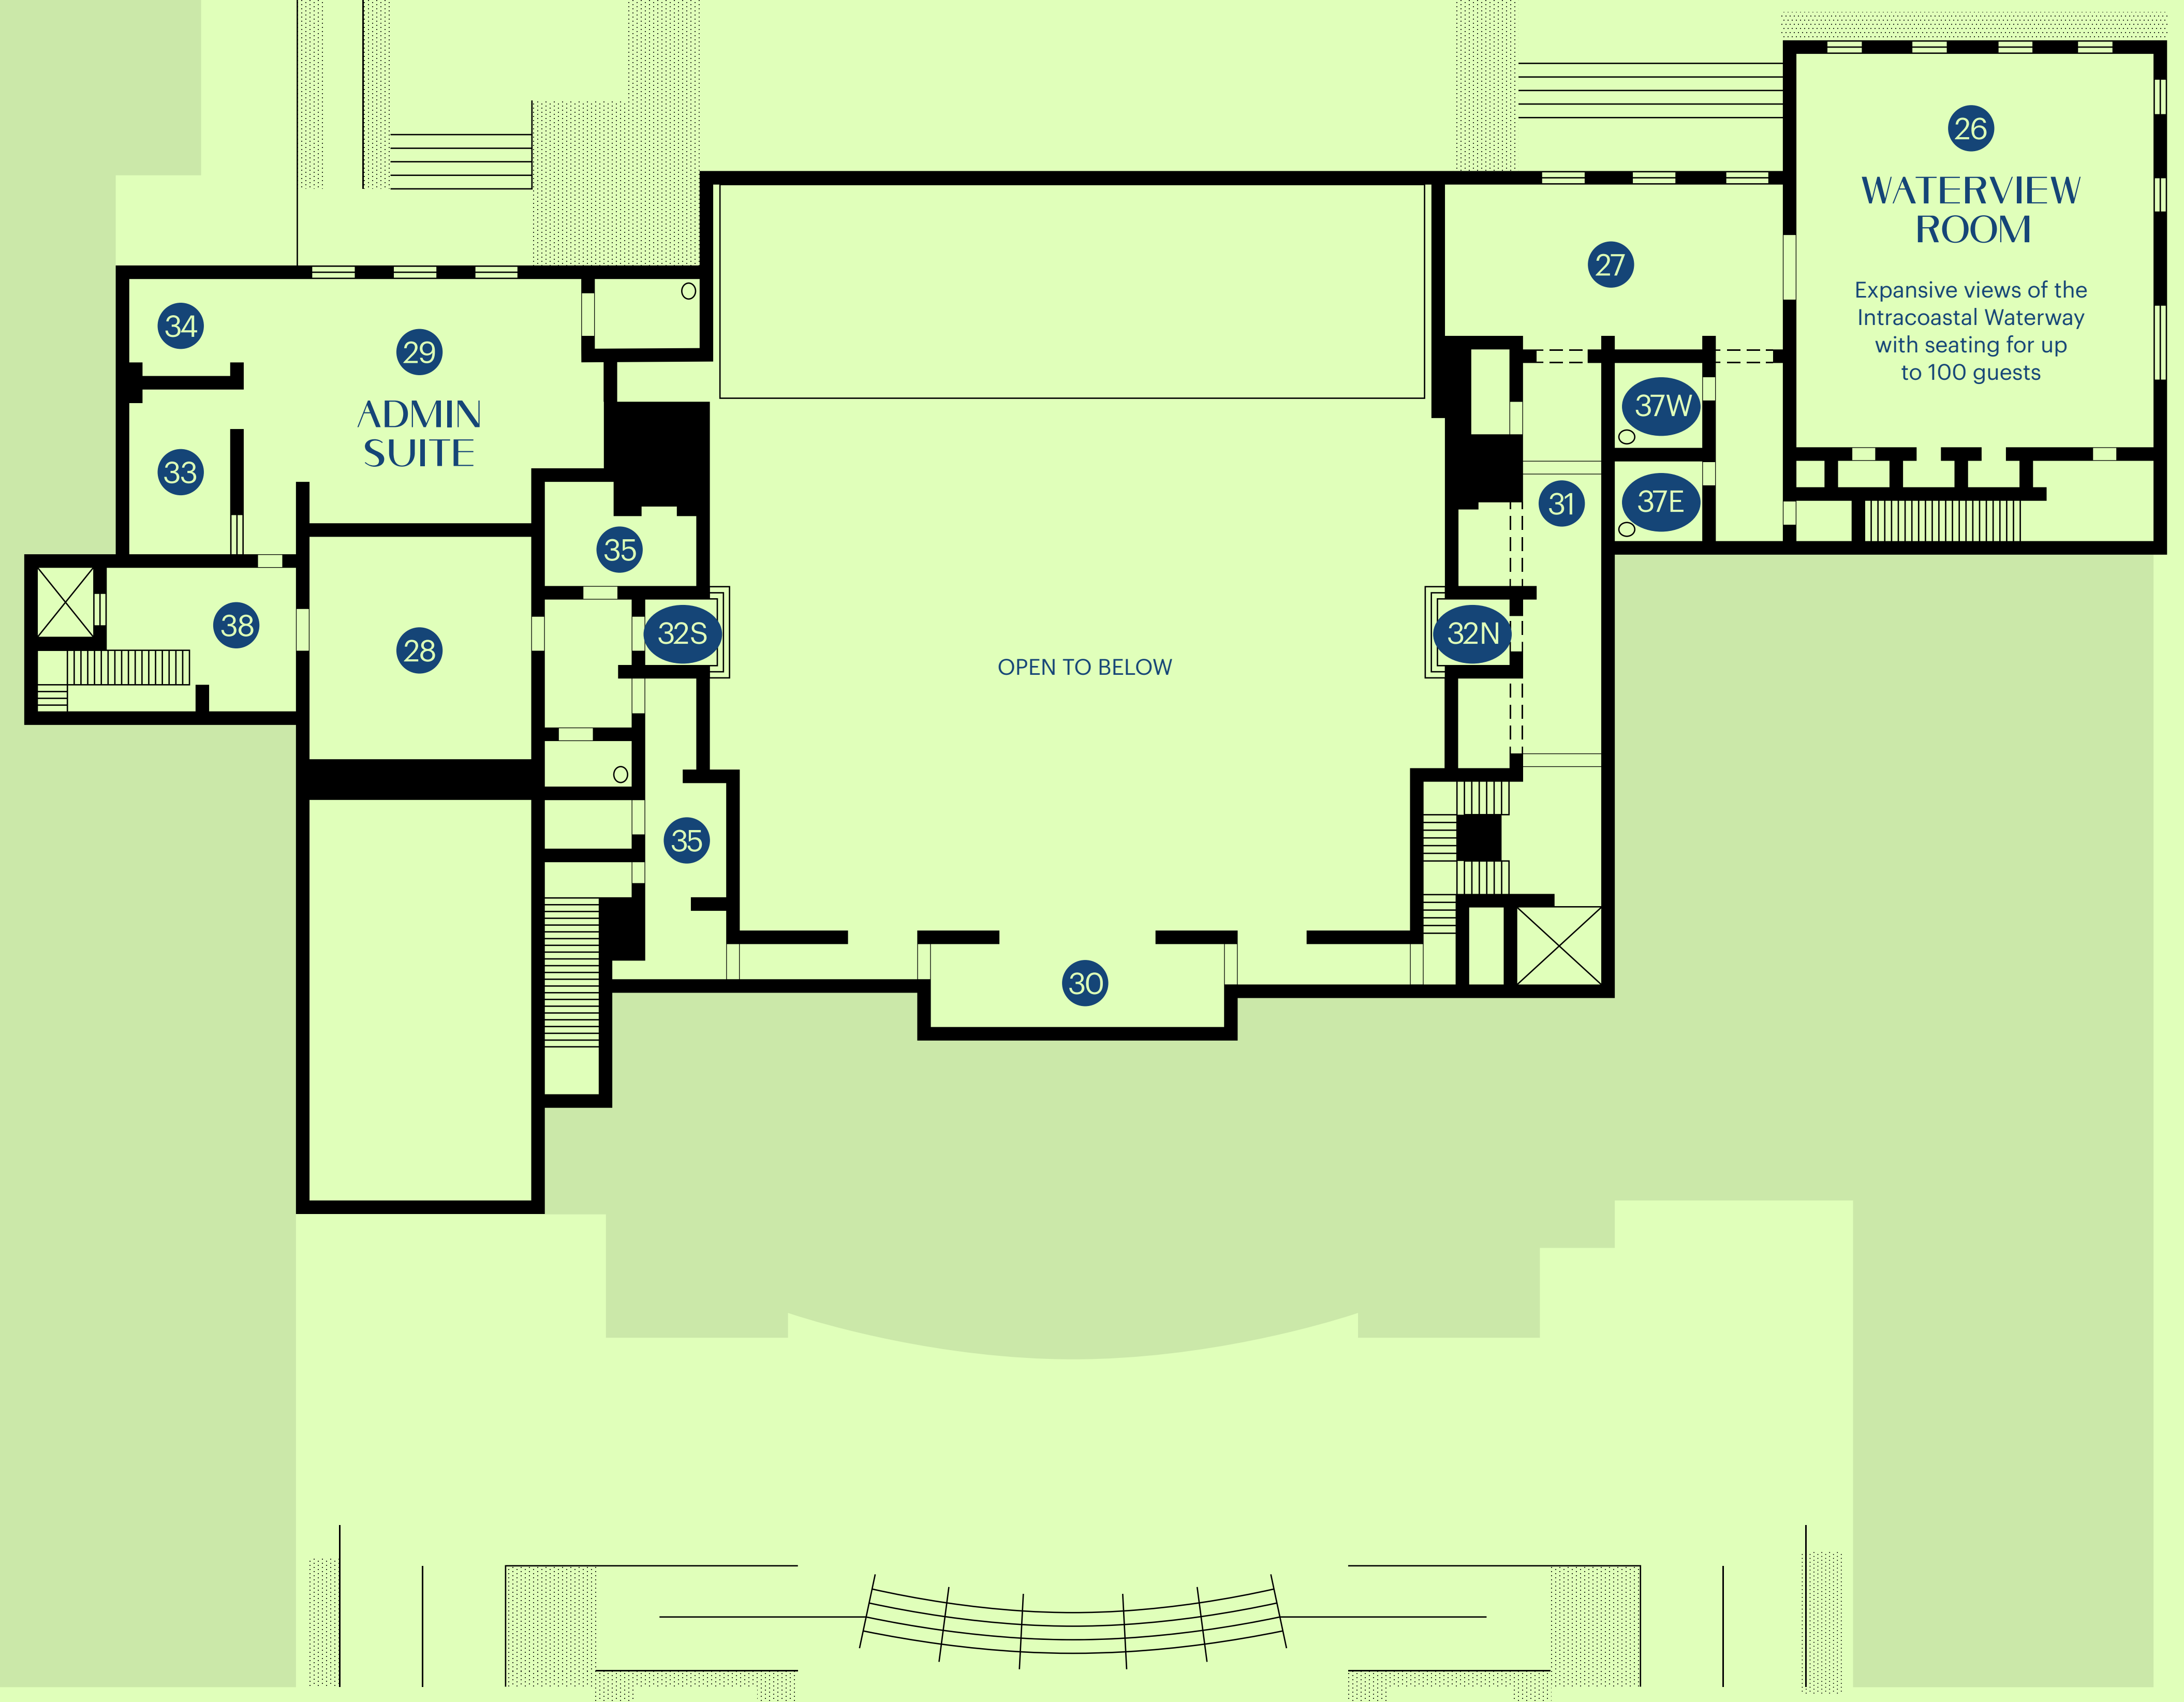 26
WATERVIEW
ROOM
Expansive views of the
Intracoastal Waterway
with seating for up
to 100 guests
27
34
29
ADMIN
SUITE
33
37W
37E
31
35
38
28
32S
32N
OPEN TO BELOW
35
30